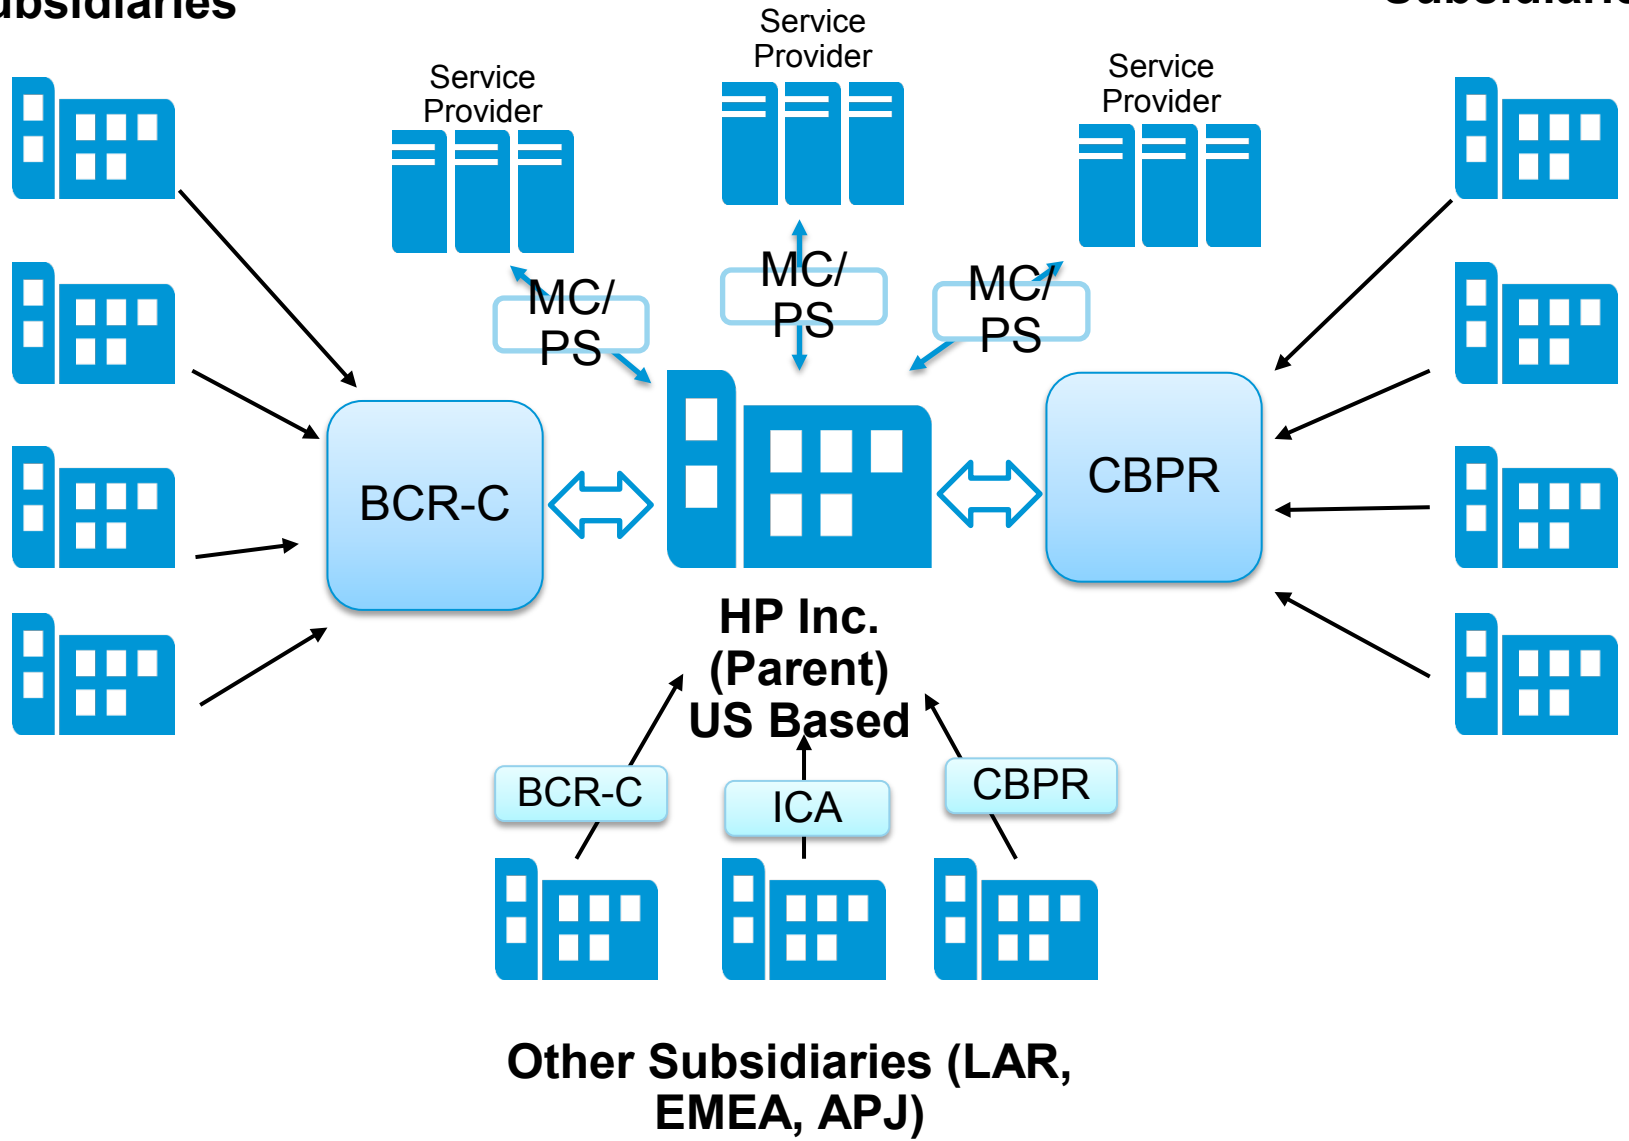 Service
Provider
Service
Provider
Service
Provider
MC/
PS
MC/
PS
MC/
PS
BCR-C
CBPR
HP Inc.
(Parent)
US Based
BCR-C
ICA
CBPR
Other Subsidiaries (LAR,
EMEA, APJ)